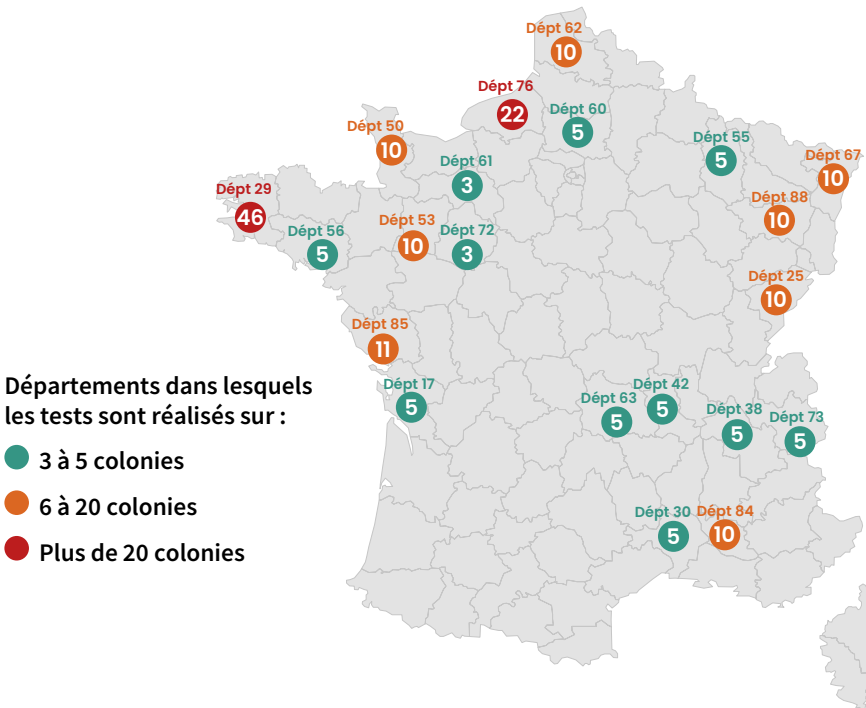 Dépt 62
10
Dépt 76
22
Dépt 60
5
Dépt 50
10
Dépt 55
5
Dépt 67
10
Dépt 61
3
Dépt 29
46
Dépt 88
10
Dépt 56
5
Dépt 53
10
Dépt 72
3
Dépt 25
10
Dépt 85
11
Dépt 17
5
Dépt 63
5
Dépt 42
5
Dépt 38
5
Dépt 73
5
Dépt 30
5
Dépt 84
10
Départements dans lesquels
les tests sont réalisés sur :
3 à 5 colonies
6 à 20 colonies
Plus de 20 colonies